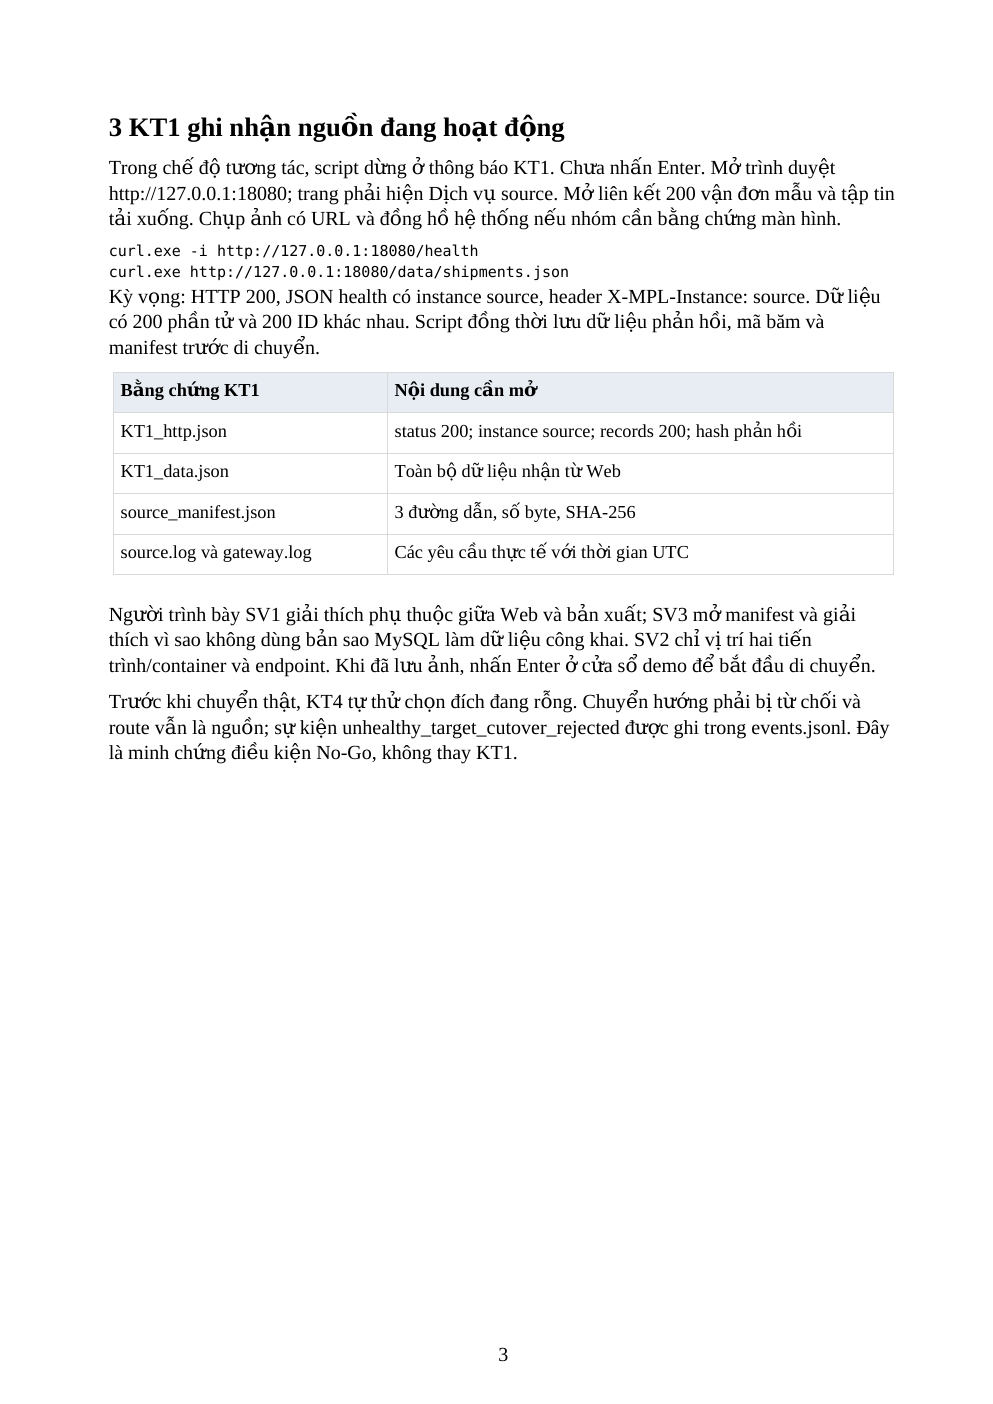 3 KT1 ghi nhận nguồn đang hoạt động
Trong chế độ tương tác, script dừng ở thông báo KT1. Chưa nhấn Enter. Mở trình duyệt
http://127.0.0.1:18080; trang phải hiện Dịch vụ source. Mở liên kết 200 vận đơn mẫu và tập tin
tải xuống. Chụp ảnh có URL và đồng hồ hệ thống nếu nhóm cần bằng chứng màn hình.
curl.exe -i http://127.0.0.1:18080/health
curl.exe http://127.0.0.1:18080/data/shipments.json
Kỳ vọng: HTTP 200, JSON health có instance source, header X-MPL-Instance: source. Dữ liệu
có 200 phần tử và 200 ID khác nhau. Script đồng thời lưu dữ liệu phản hồi, mã băm và
manifest trước di chuyển.
Bằng chứng KT1 Nội dung cần mở
KT1_http.json status 200; instance source; records 200; hash phản hồi
KT1_data.json Toàn bộ dữ liệu nhận từ Web
source_manifest.json 3 đường dẫn, số byte, SHA-256
source.log và gateway.log Các yêu cầu thực tế với thời gian UTC
Người trình bày SV1 giải thích phụ thuộc giữa Web và bản xuất; SV3 mở manifest và giải
thích vì sao không dùng bản sao MySQL làm dữ liệu công khai. SV2 chỉ vị trí hai tiến
trình/container và endpoint. Khi đã lưu ảnh, nhấn Enter ở cửa sổ demo để bắt đầu di chuyển.
Trước khi chuyển thật, KT4 tự thử chọn đích đang rỗng. Chuyển hướng phải bị từ chối và
route vẫn là nguồn; sự kiện unhealthy_target_cutover_rejected được ghi trong events.jsonl. Đây
là minh chứng điều kiện No-Go, không thay KT1.
3